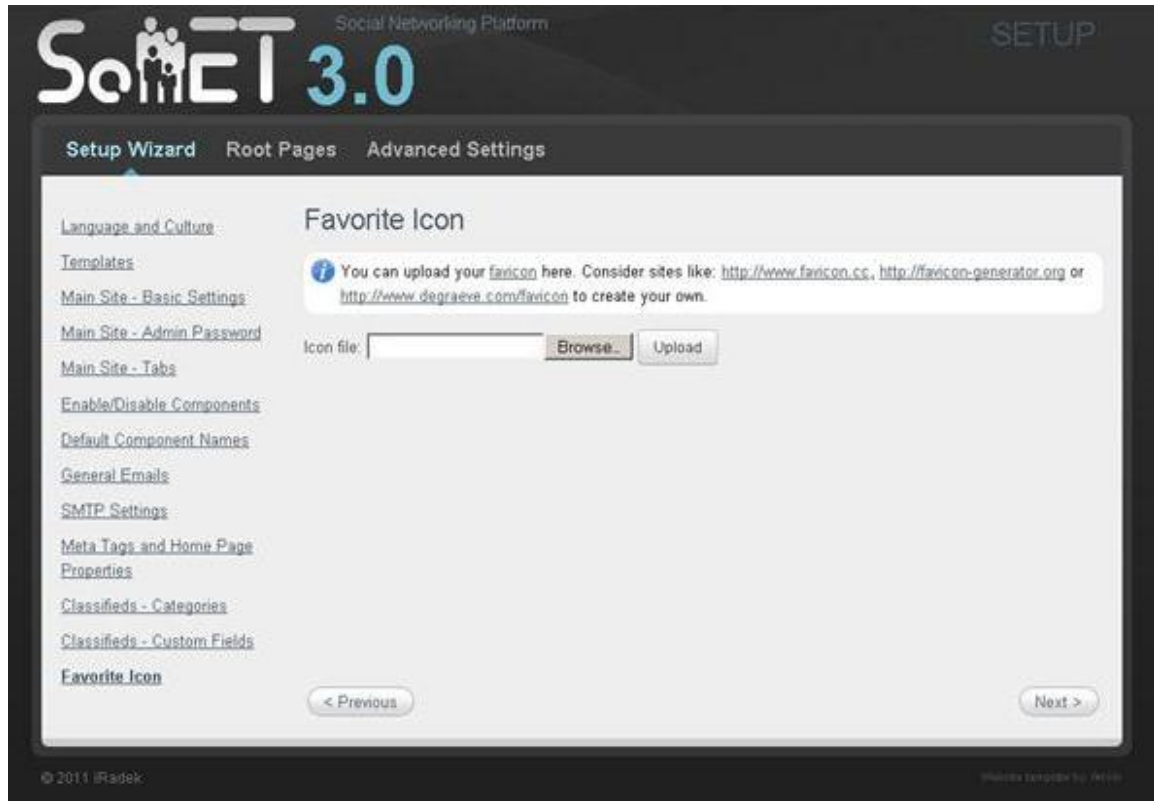 Social Networking Platform
SETUP
SoNET 3.0
Setup Wizard Root Pages Advanced Settings
Language and Culture
Templates
Main Site - Basic Settings
Main Site - Admin Password
Main Site - Tabs
Enable/Disable Components
Default Component Names
General Emails
SMTP Settings
Meta Tags and Home Page
Properties
Classifieds - Categories
Classifieds - Custom Fields
Favorite Icon
Favorite Icon
You can upload your favicon here. Consider sites like: http://www.favicon.cc, http://favicon-generator.org or
http://www.degraeve.com/favicon to create your own.
Icon file: Browse... Upload
< Previous
Next >
© 2011 iRadek
Website template by